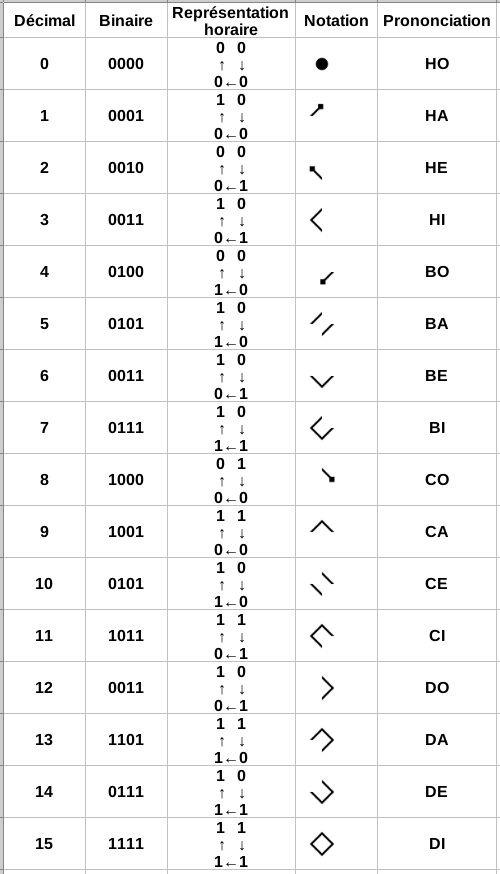 Décimal Binaire Représentation horaire Notation Prononciation
0 0000 0 0 HO
↑ ↓
0←0
1 0001 1 0 HA
↑ ↓
0←0
2 0010 0 0 HE
↑ ↓
0←1
3 0011 1 0 HI
↑ ↓
0←1
4 0100 0 0 BO
↑ ↓
1←0
5 0101 1 0 BA
↑ ↓
1←0
6 0011 1 0 BE
↑ ↓
0←1
7 0111 1 0 BI
↑ ↓
1←1
8 1000 0 1 CO
↑ ↓
0←0
9 1001 1 1 CA
↑ ↓
0←0
10 0101 1 0 CE
↑ ↓
1←0
11 1011 1 1 CI
↑ ↓
0←1
12 0011 1 0 DO
↑ ↓
0←1
13 1101 1 1 DA
↑ ↓
1←0
14 0111 1 0 DE
↑ ↓
1←1
15 1111 1 1 DI
↑ ↓
1←1